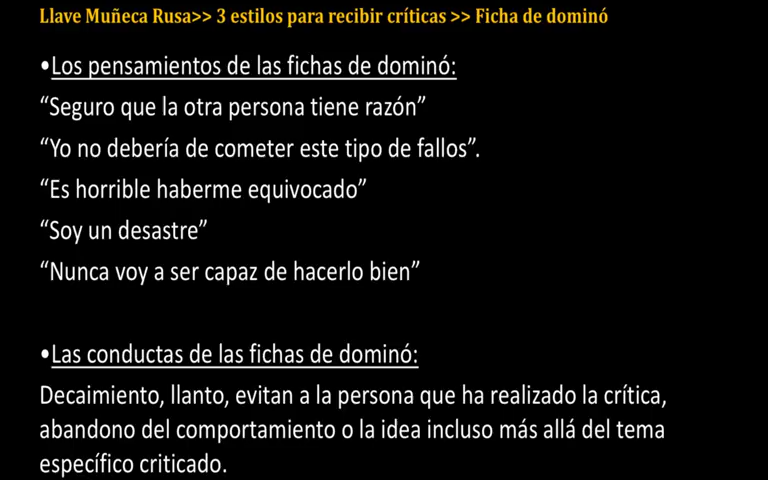 Llave Muñeca Rusa>> 3 estilos para recibir críticas >> Ficha de dominó
•Los pensamientos de las fichas de dominó:
“Seguro que la otra persona tiene razón”
“Yo no debería de cometer este tipo de fallos”.
“Es horrible haberme equivocado”
“Soy un desastre”
“Nunca voy a ser capaz de hacerlo bien”
•Las conductas de las fichas de dominó:
Decaimiento, llanto, evitan a la persona que ha realizado la crítica,
abandono del comportamiento o la idea incluso más allá del tema
específico criticado.